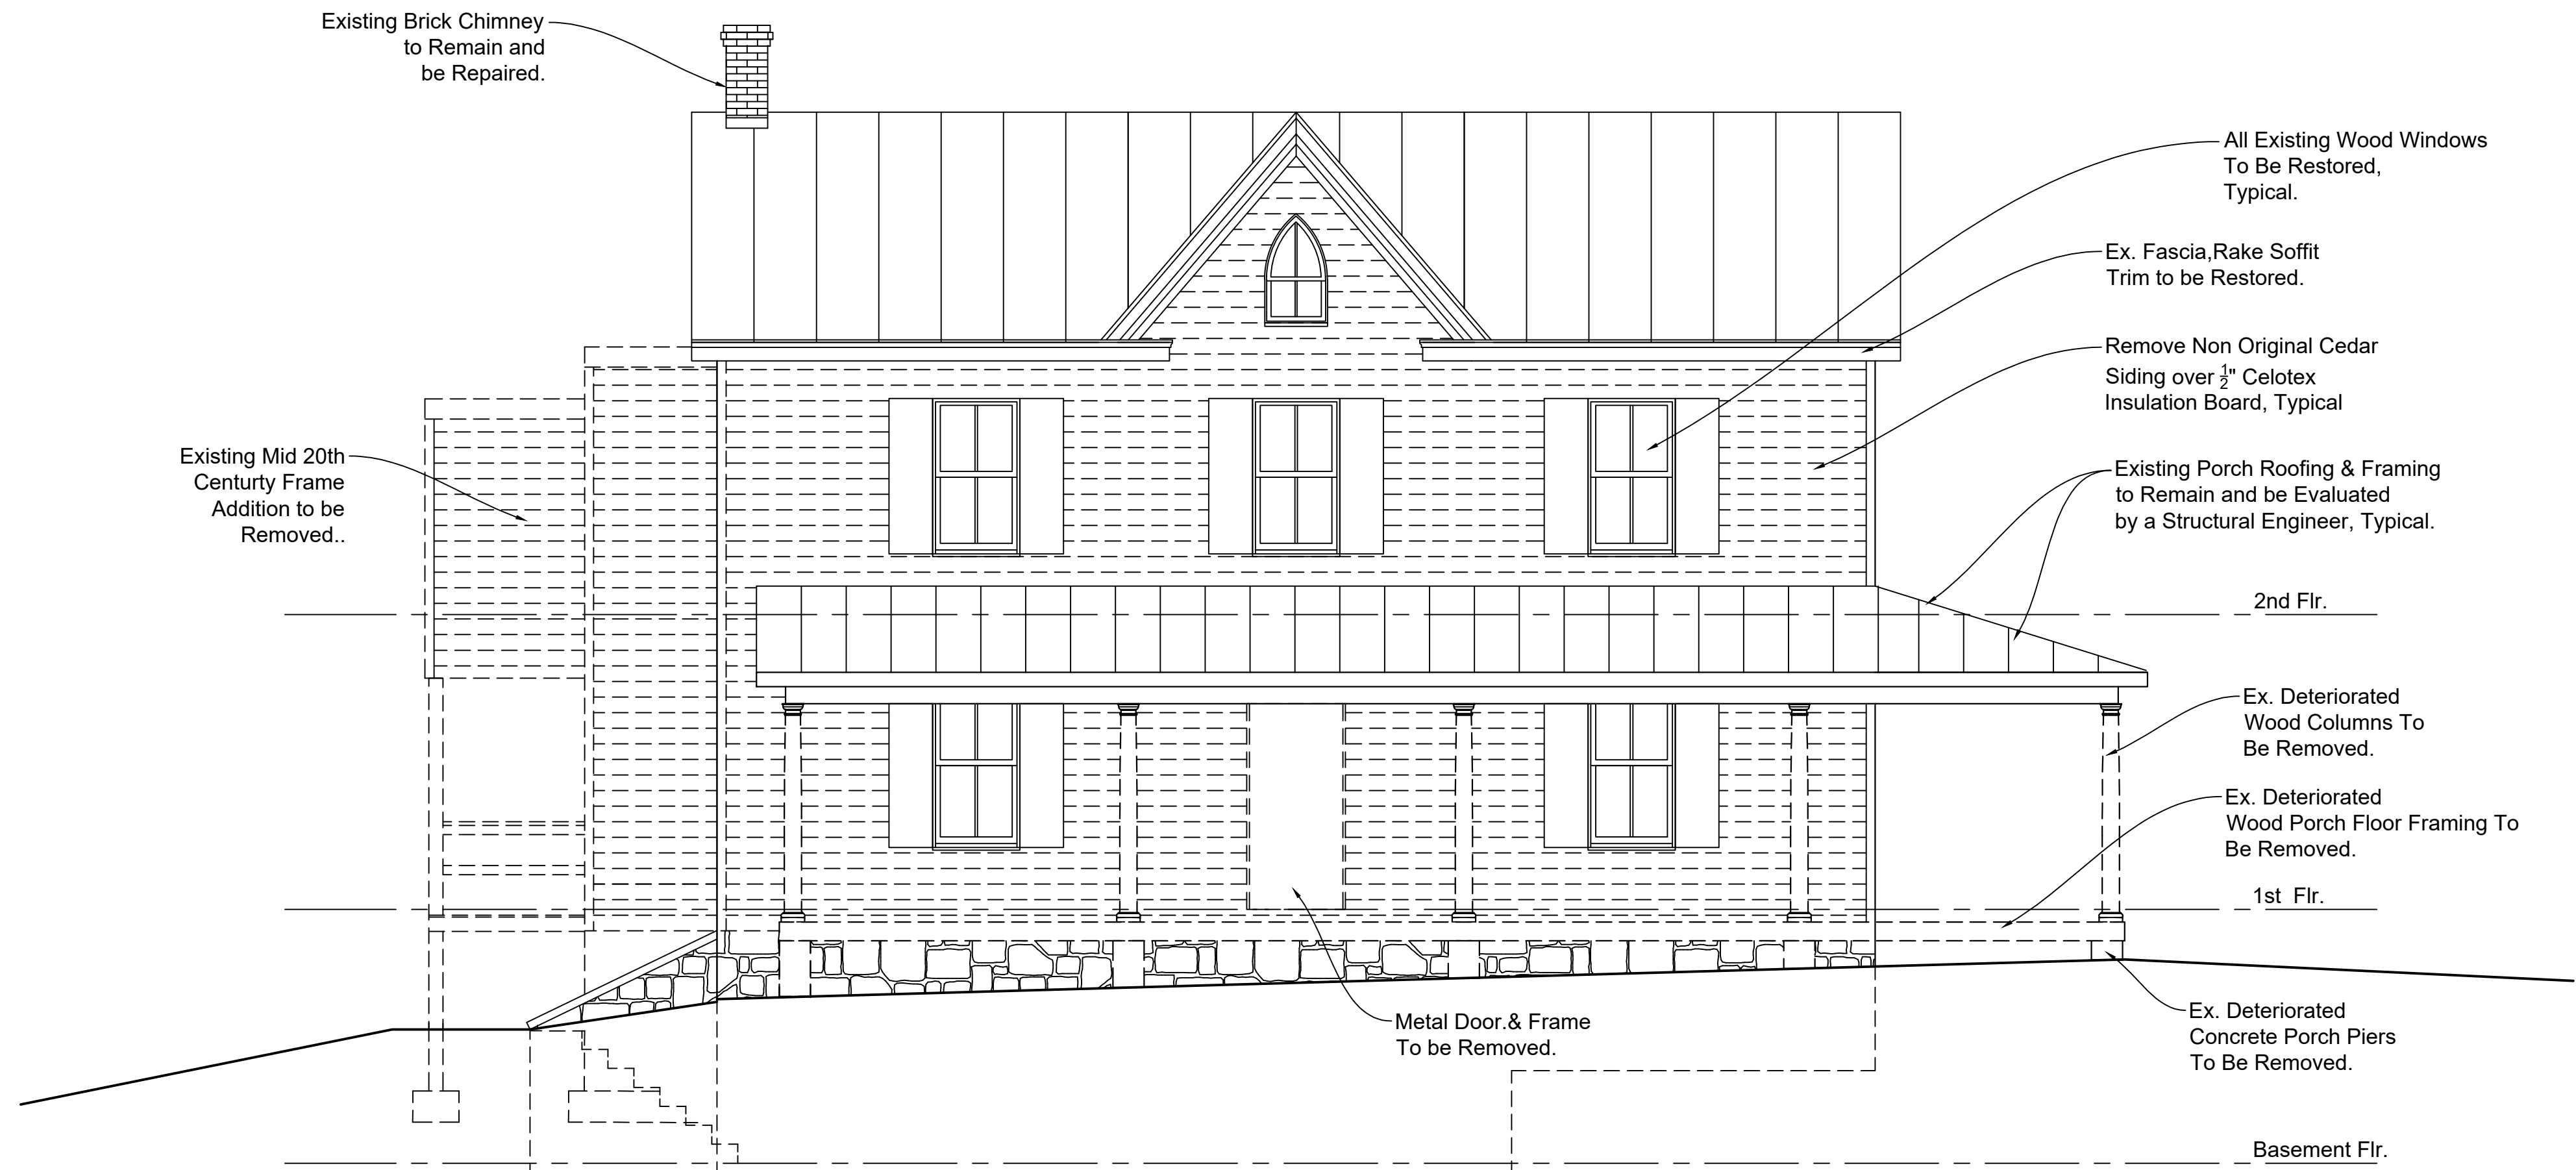 Existing Brick Chimney
to Remain and
be Repaired.
All Existing Wood Windows
To Be Restored,
Typical.
Ex. Fascia,Rake Soffit
Trim to be Restored.
Remove Non Original Cedar
Siding over 1/2" Celotex
Insulation Board, Typical
Existing Mid 20th
Centurty Frame
Addition to be
Removed..
Existing Porch Roofing & Framing
to Remain and be Evaluated
by a Structural Engineer, Typical.
2nd Flr.
Ex. Deteriorated
Wood Columns To
Be Removed.
Ex. Deteriorated
Wood Porch Floor Framing To
Be Removed.
1st Flr.
Metal Door.& Frame
To be Removed.
Ex. Deteriorated
Concrete Porch Piers
To Be Removed.
Basement Flr.